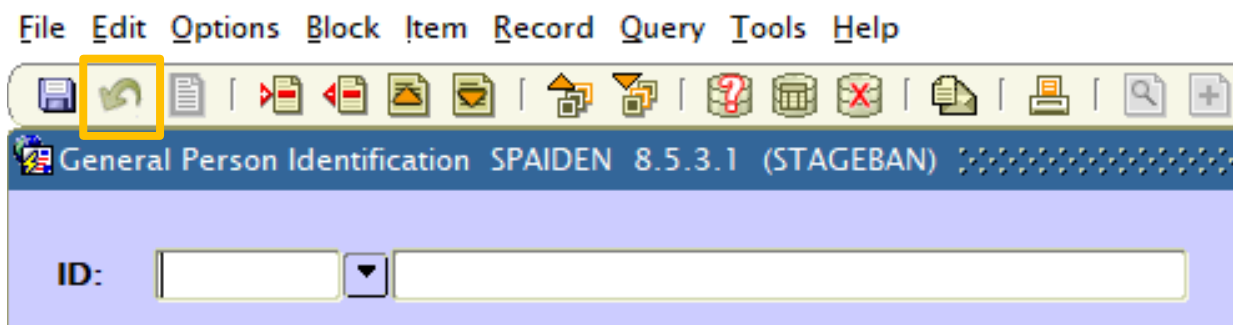 File Edit Options Block Item Record Query Tools Help
General Person Identification SPAIDEN 8.5.3.1 (STAGEBAN)
ID: